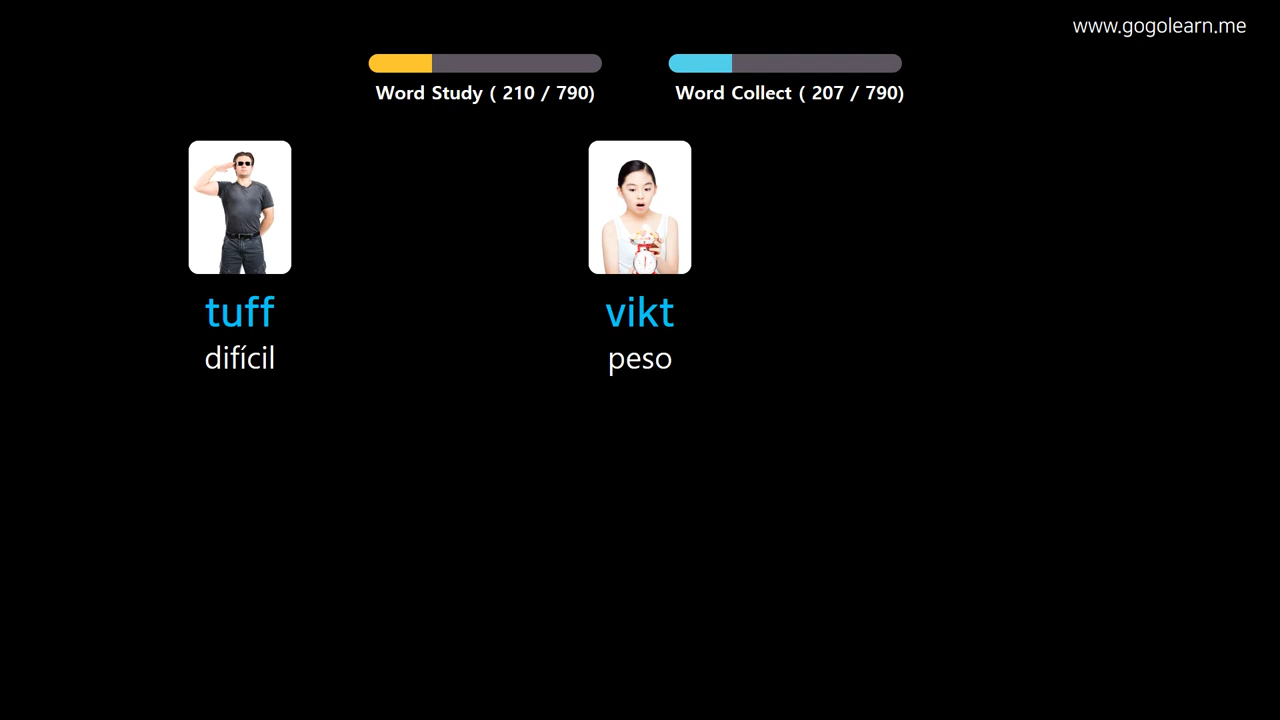 www.gogolearn.me
Word Study ( 210 / 790)
Word Collect ( 207 / 790)
tuff
difícil
vikt
peso